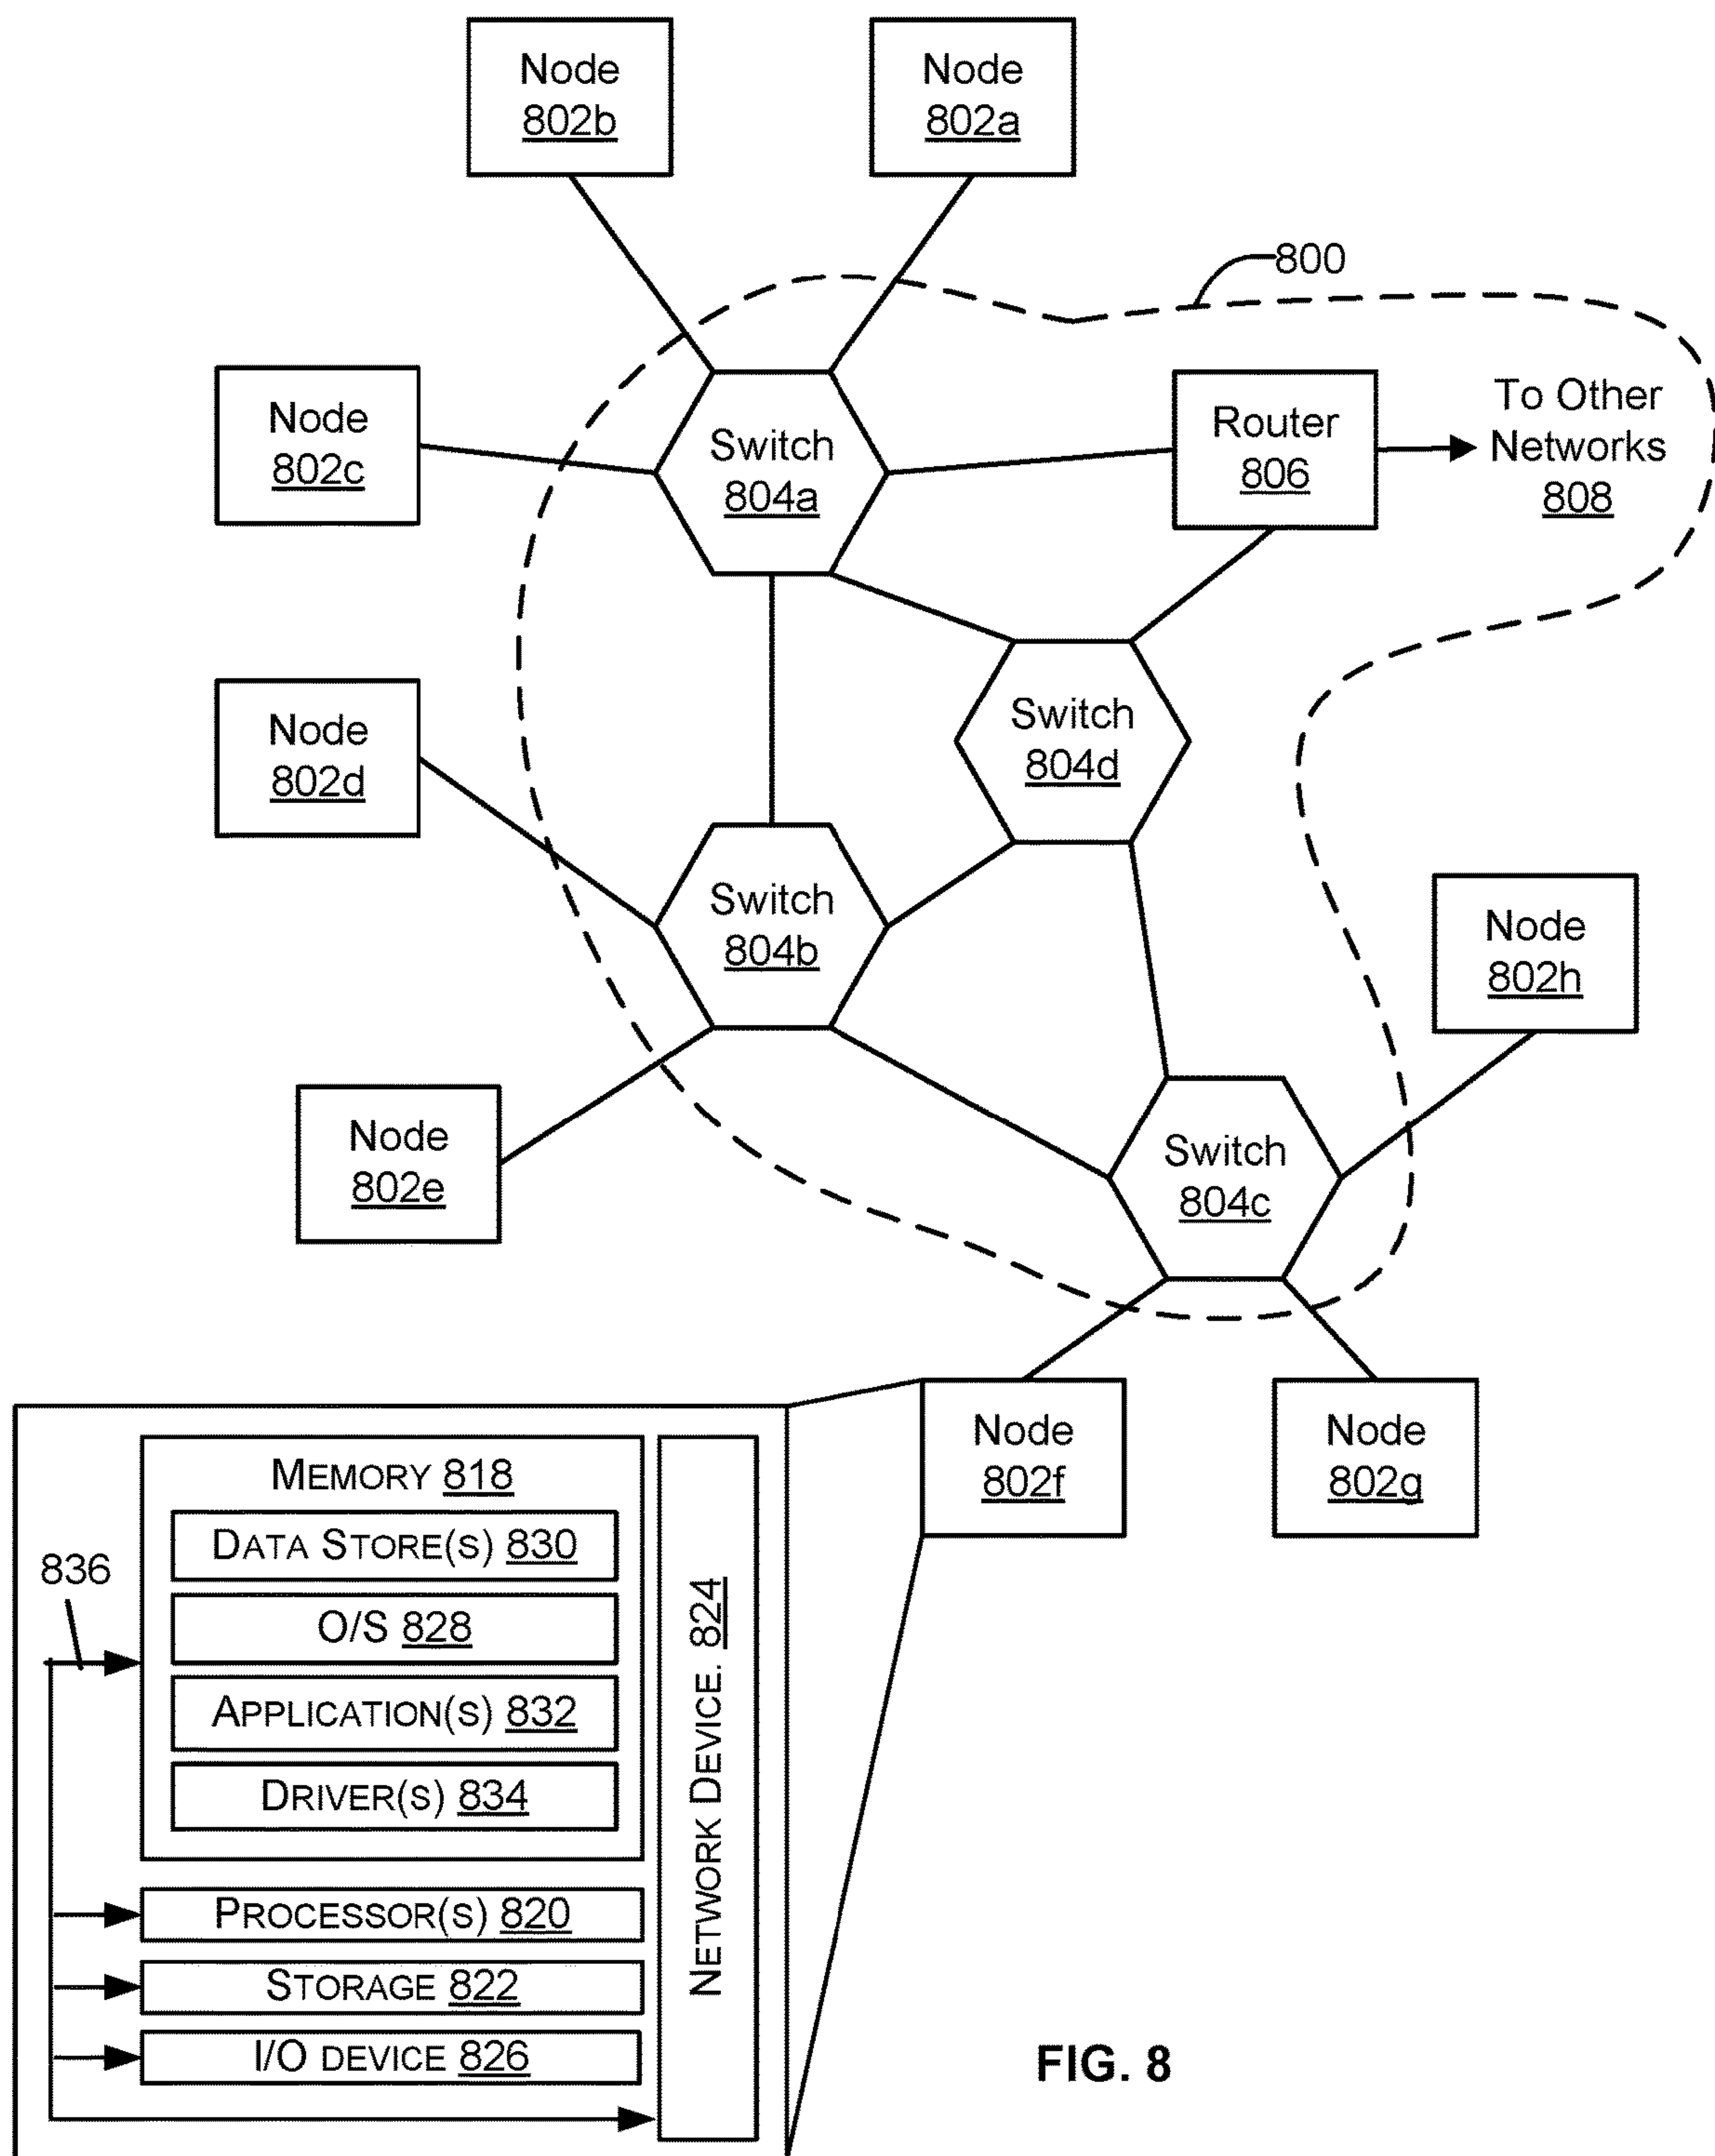 Node
802b
Node
802a
800
Node
802c
Switch
804a
Router
806
To Other
Networks
808
Node
802d
Switch
804d
Switch
804b
Node
802h
Node
802e
Switch
804c
Node
802f
Node
802g
MEMORY 818
DATA STORE(S) 830
836
O/S 828
APPLICATION(S) 832
DRIVER(S) 834
PROCESSOR(S) 820
STORAGE 822
I/O DEVICE 826
NETWORK DEVICE. 824
FIG. 8